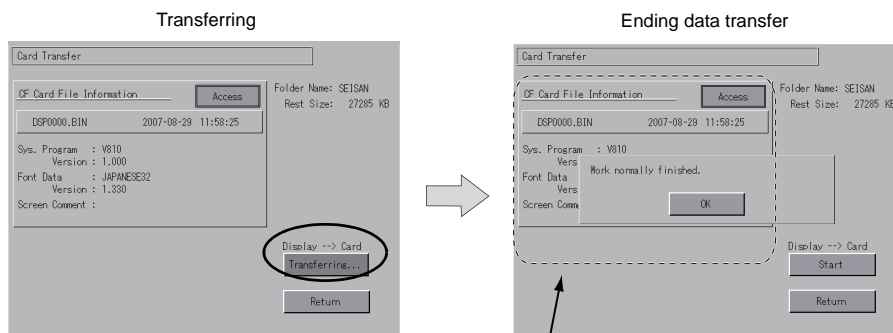 Transferring
Card Transfer
CF Card File Information
Access
Folder Name: SEISAN
Rest Size: 27285 KB
DSP0000.BIN 2007-08-29 11:58:25
Sys. Program : V810
Version : 1.000
Font Data : JAPANESE32
Version : 1.330
Screen Comment :
Display --> Card
Transferring...
Return
Ending data transfer
Card Transfer
CF Card File Information
Access
Folder Name: SEISAN
Rest Size: 27285 KB
DSP0000.BIN 2007-08-29 11:58:25
Sys. Program : V810
Vers
Font Data
Vers
Screen Comm
Work normally finished.
OK
Display --> Card
Start
Return